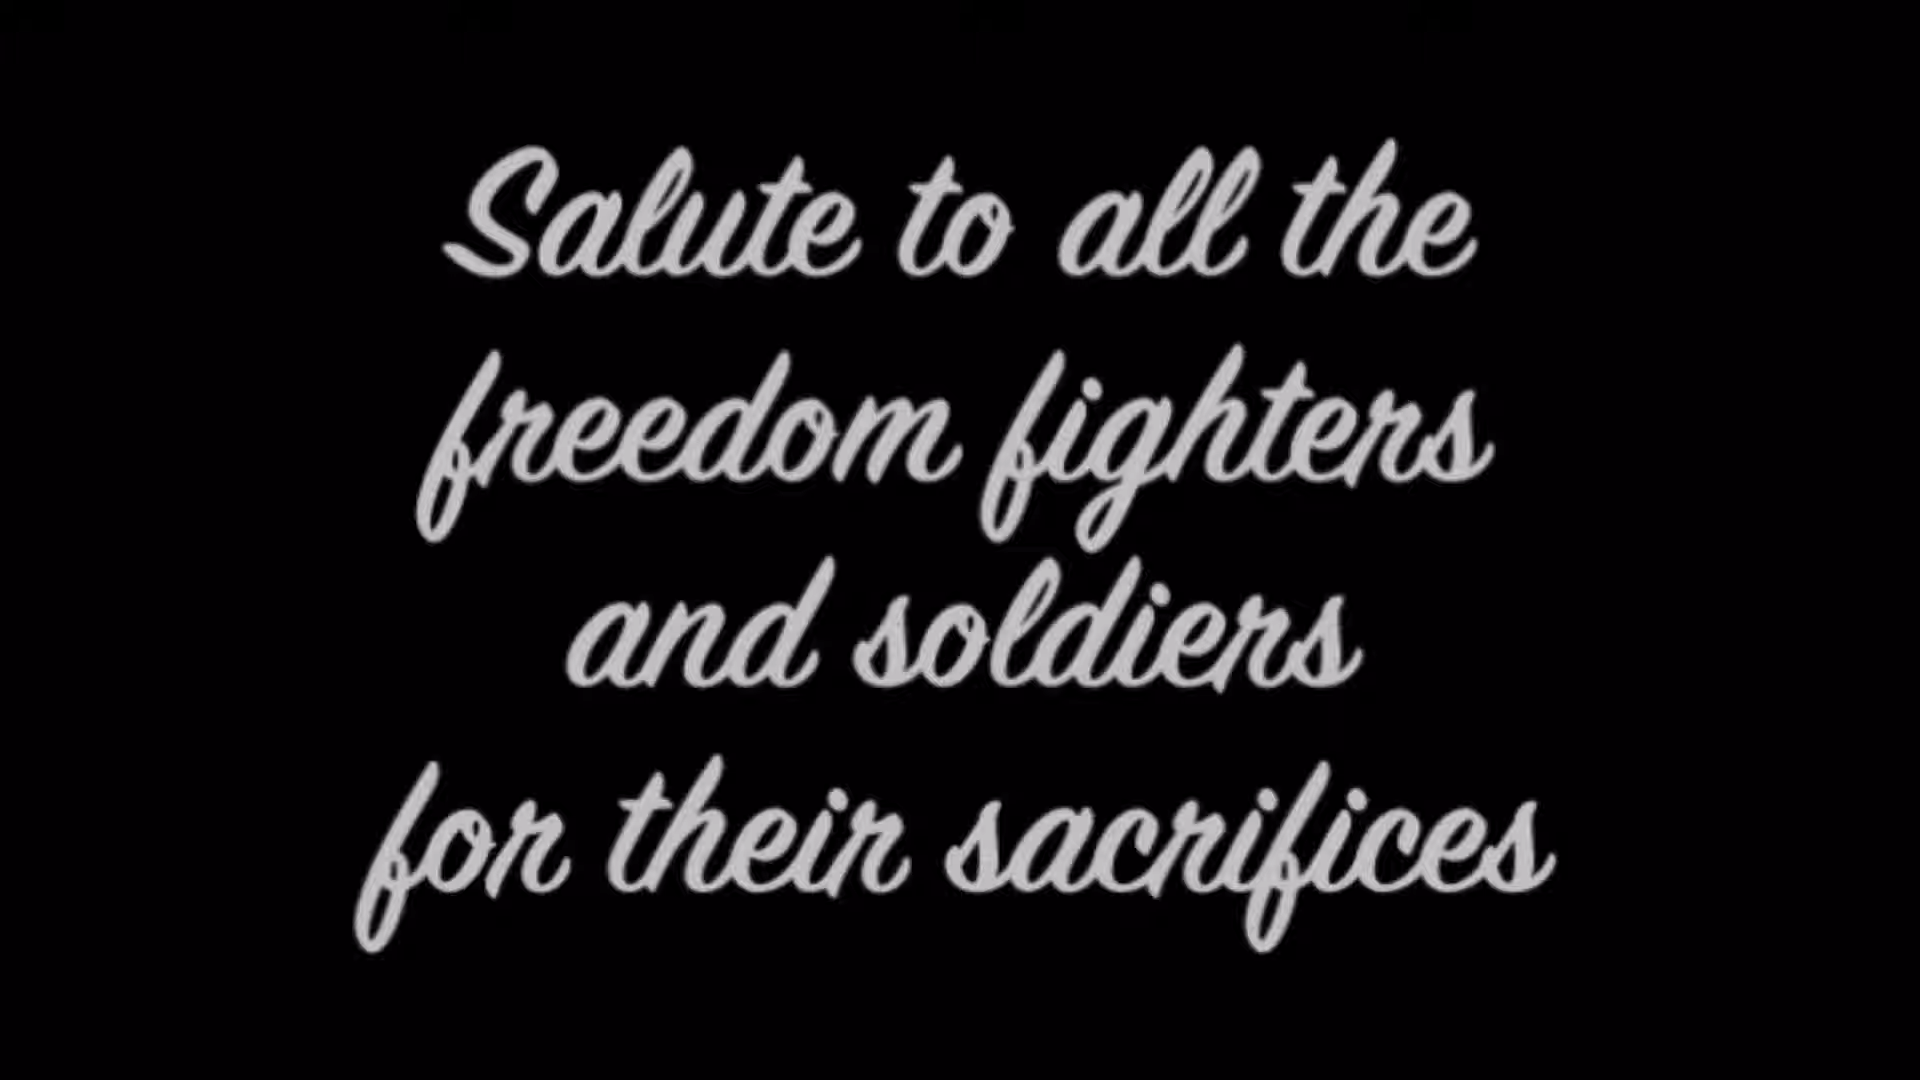 Salute to all the
freedom fighters
and soldiers
for their sacrifices